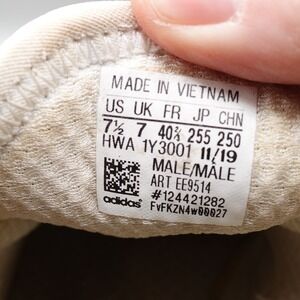 MADE IN VIETNAM
US UK FR JP CHN
7½ 7 40⅔ 255 250
HWA 1Y3001 11/19
MALE/MALE
ART EE9514
#124421282
adidas FvFKZN4w00027